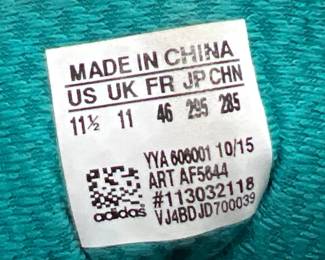 MADE IN CHINA
US UK FR JP CHN
11½ 11 46 295 285
YYA 606001 10/15
ART AF5644
#113032118
VJ4BDJD700039
adidas